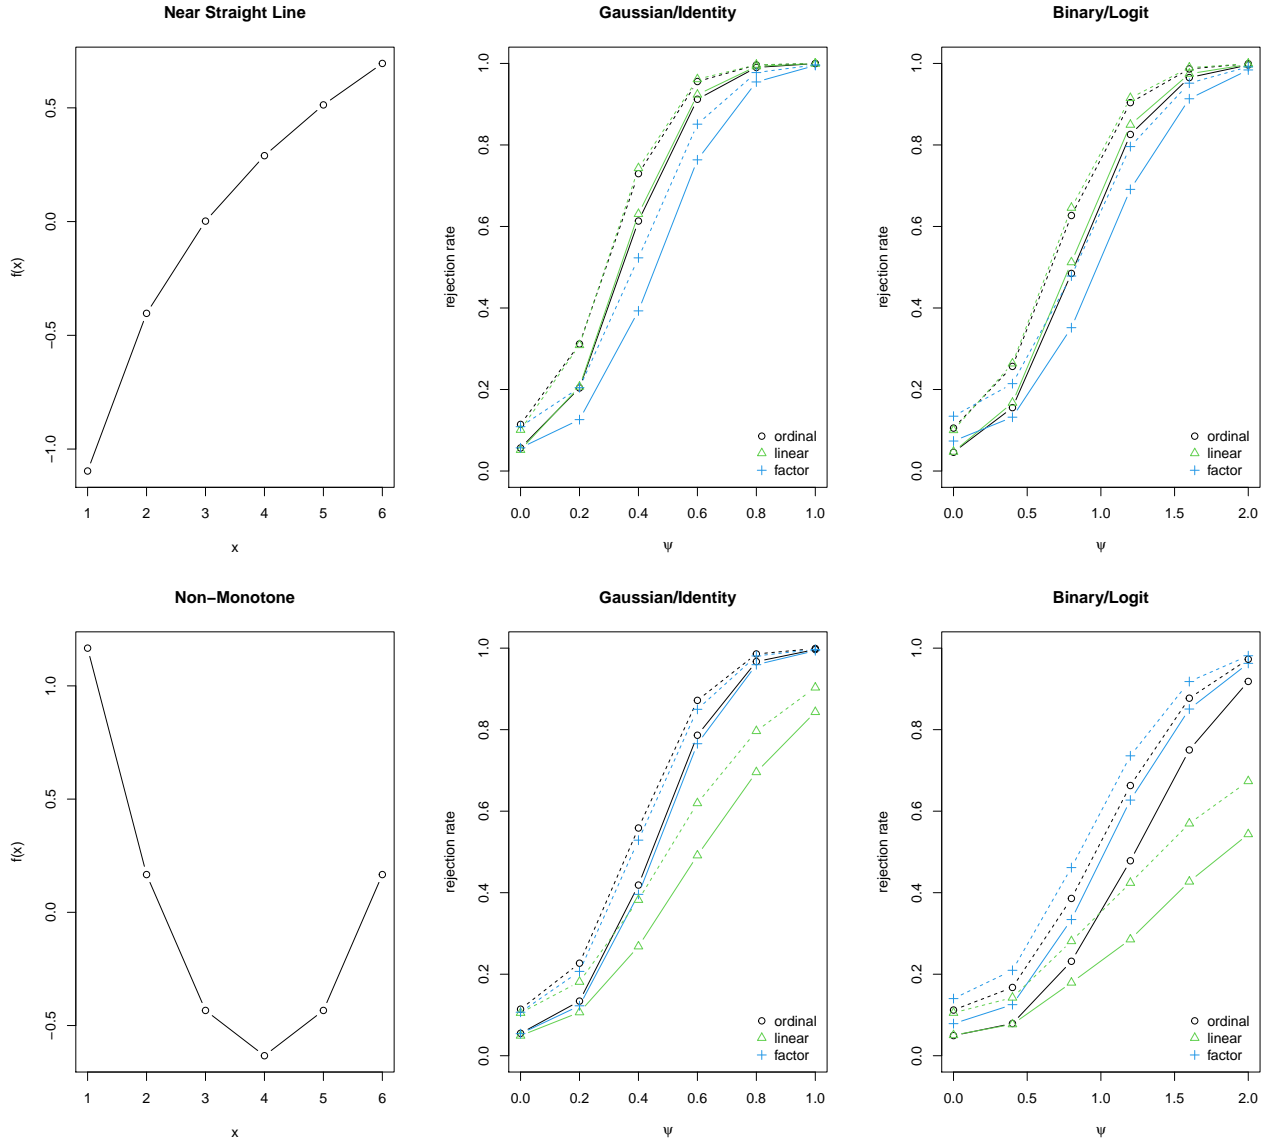 Near Straight Line
f(x)
0.5
0.0
−0.5
−1.0
1 2 3 4 5 6
x
Gaussian/Identity
rejection rate
1.0
0.8
0.6
0.4
0.2
0.0
ordinal
linear
factor
0.0 0.2 0.4 0.6 0.8 1.0
ψ
Binary/Logit
rejection rate
1.0
0.8
0.6
0.4
0.2
0.0
ordinal
linear
factor
0.0 0.5 1.0 1.5 2.0
ψ
Non−Monotone
f(x)
1.0
0.5
0.0
−0.5
1 2 3 4 5 6
x
Gaussian/Identity
rejection rate
1.0
0.8
0.6
0.4
0.2
0.0
ordinal
linear
factor
0.0 0.2 0.4 0.6 0.8 1.0
ψ
Binary/Logit
rejection rate
1.0
0.8
0.6
0.4
0.2
0.0
ordinal
linear
factor
0.0 0.5 1.0 1.5 2.0
ψ